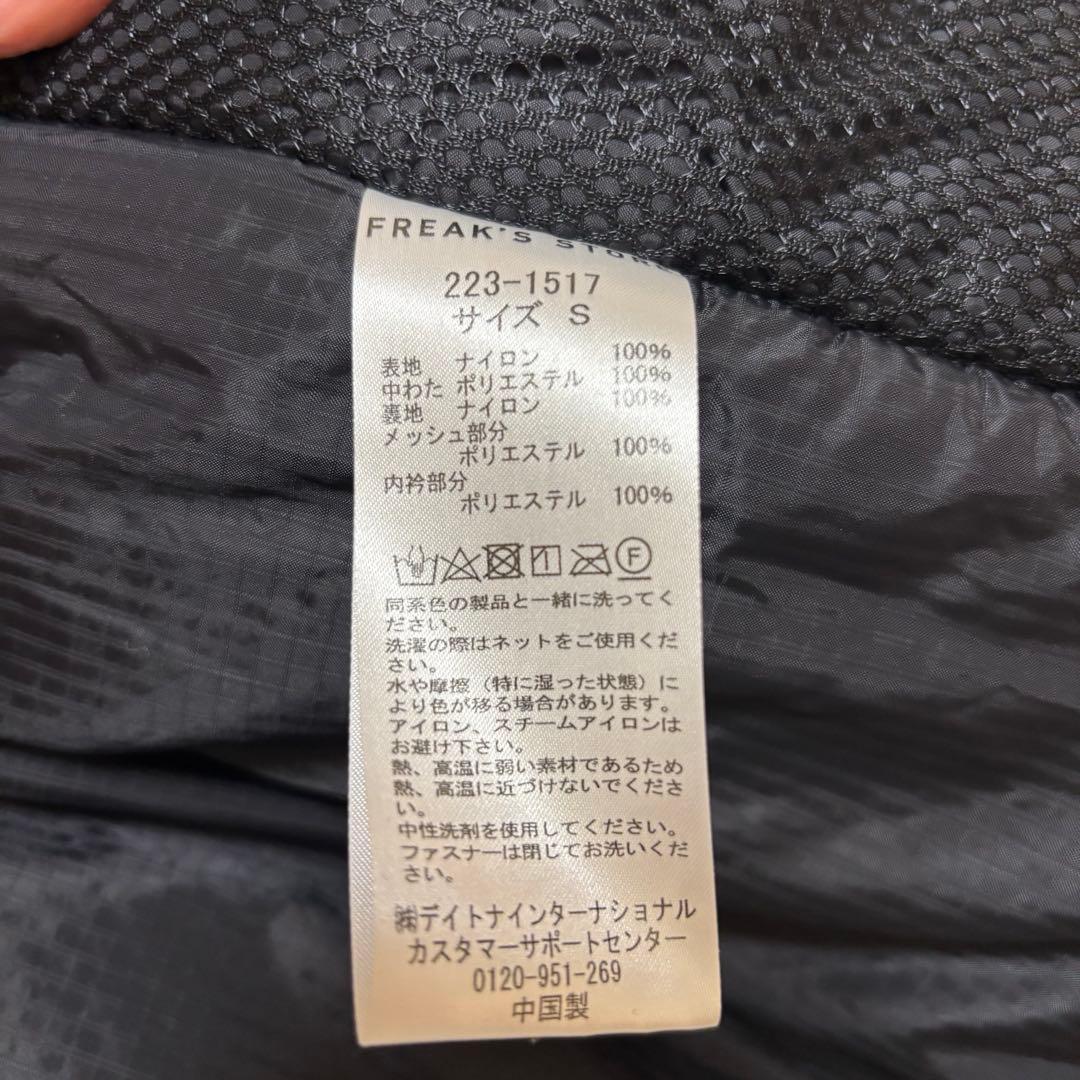 FREAK'S STORE
223-1517
サイズ S
表地 ナイロン 100%
中わた ポリエステル 100%
裏地 ナイロン 100%
メッシュ部分
ポリエステル 100%
内衿部分
ポリエステル 100%
F
同系色の製品と一緒に洗ってく
ださい。
洗濯の際はネットをご使用くだ
さい。
水や摩擦（特に湿った状態）に
より色が移る場合があります。
アイロン、スチームアイロンは
お避け下さい。
熱、高温に弱い素材であるため
熱、高温に近づけないでくださ
い。
中性洗剤を使用してください。
ファスナーは閉じてお洗いくだ
さい。
㈱デイトナインターナショナル
カスタマーサポートセンター
0120-951-269
中国製